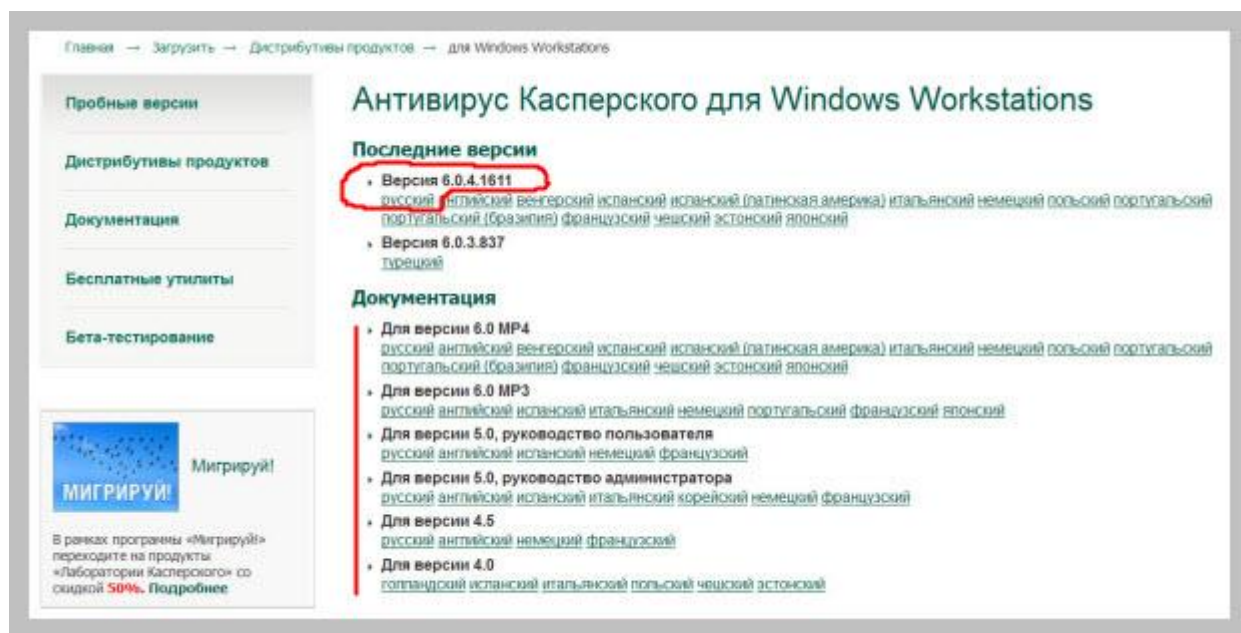 Главная → Загрузить → Дистрибутивы продуктов → для Windows Workstations
Пробные версии
Дистрибутивы продуктов
Документация
Бесплатные утилиты
Бета-тестирование
МИГРИРУЙ!
Мигрируй!
В рамках программы «Мигрируй!»
переходите на продукты
«Лаборатории Касперского» со
скидкой 50%. Подробнее
Антивирус Касперского для Windows Workstations
Последние версии
Версия 6.0.4.1611
русский английский венгерский испанский испанский (латинская америка) итальянский немецкий польский португальский
португальский (бразилия) французский чешский эстонский японский
Версия 6.0.3.837
турецкий
Документация
Для версии 6.0 MP4
русский английский венгерский испанский испанский (латинская америка) итальянский немецкий польский португальский
португальский (бразилия) французский чешский эстонский японский
Для версии 6.0 MP3
русский английский испанский итальянский немецкий португальский французский японский
Для версии 5.0, руководство пользователя
русский английский испанский немецкий французский
Для версии 5.0, руководство администратора
русский английский испанский итальянский корейский немецкий французский
Для версии 4.5
русский английский немецкий французский
Для версии 4.0
голландский испанский итальянский польский чешский эстонский